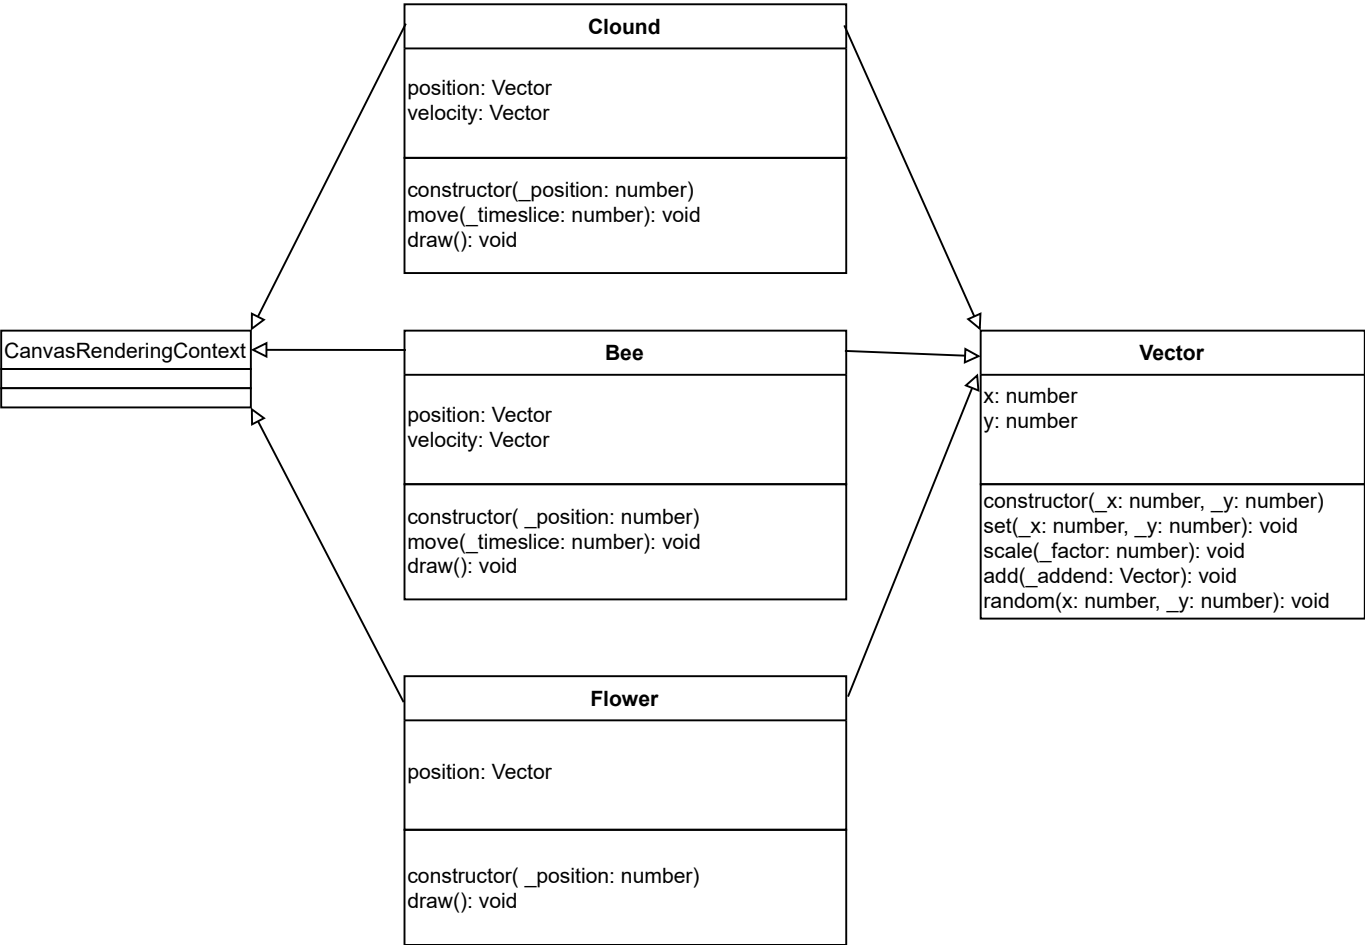 Clound
position: Vector
velocity: Vector
constructor(_position: number)
move(_timeslice: number): void
draw(): void
CanvasRenderingContext
Bee
position: Vector
velocity: Vector
constructor( _position: number)
move(_timeslice: number): void
draw(): void
Vector
x: number
y: number
constructor(_x: number, _y: number)
set(_x: number, _y: number): void
scale(_factor: number): void
add(_addend: Vector): void
random(x: number, _y: number): void
Flower
position: Vector
constructor( _position: number)
draw(): void